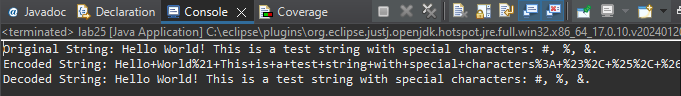 @ Javadoc Declaration Console × Coverage
<terminated> lab25 [Java Application] C:\eclipse\plugins\org.eclipse.justj.openjdk.hotspot.jre.full.win32.x86_64_17.0.10.v20240120
Original String: Hello World! This is a test string with special characters: #, %, &.
Encoded String: Hello+World%21+This+is+a+test+string+with+special+characters%3A+%23%2C+%25%2C+%26
Decoded String: Hello World! This is a test string with special characters: #, %, &.